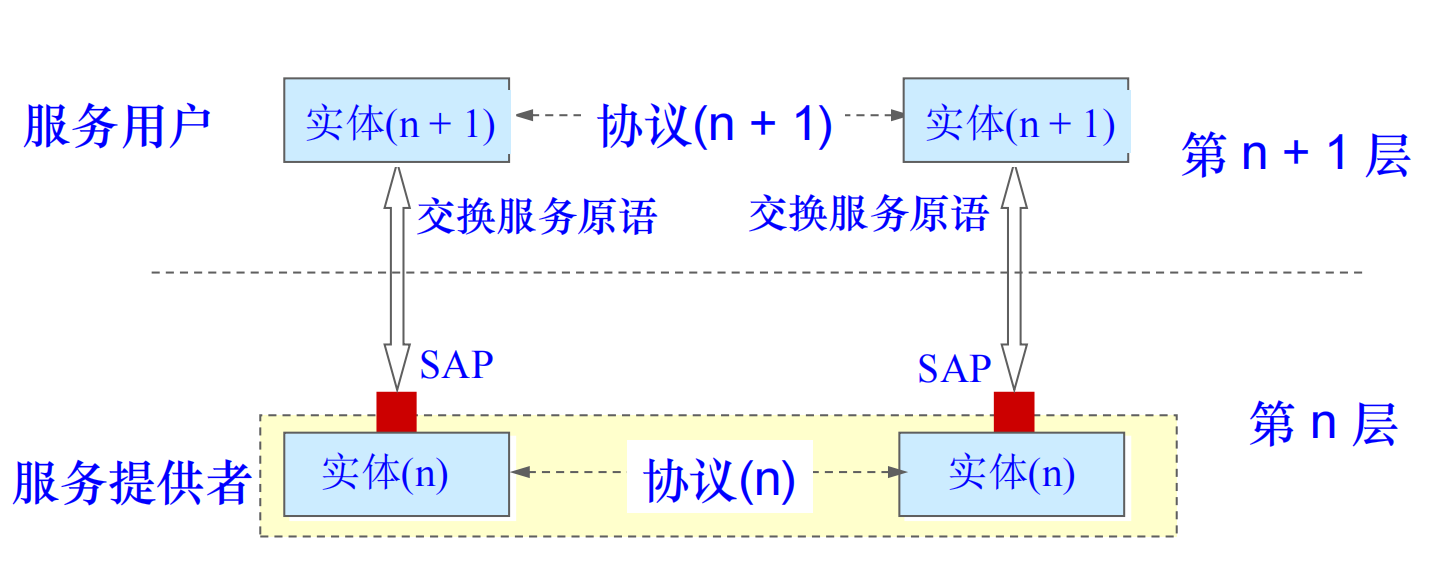 服务用户
实体(n + 1)
协议(n + 1)
实体(n + 1)
第 n + 1 层
交换服务原语
交换服务原语
SAP
SAP
第 n 层
服务提供者
实体(n)
协议(n)
实体(n)